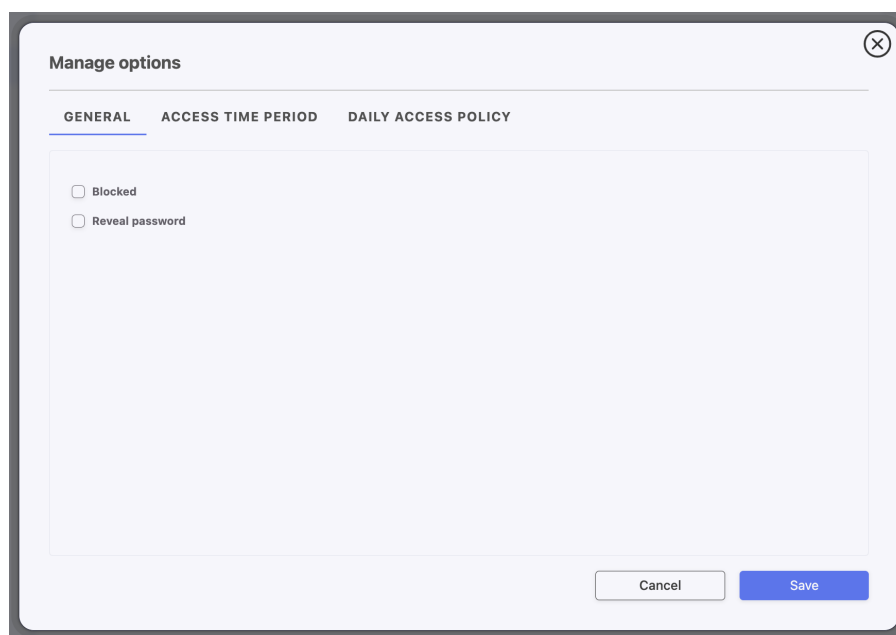 Manage options
GENERAL ACCESS TIME PERIOD DAILY ACCESS POLICY
Blocked
Reveal password
Cancel Save